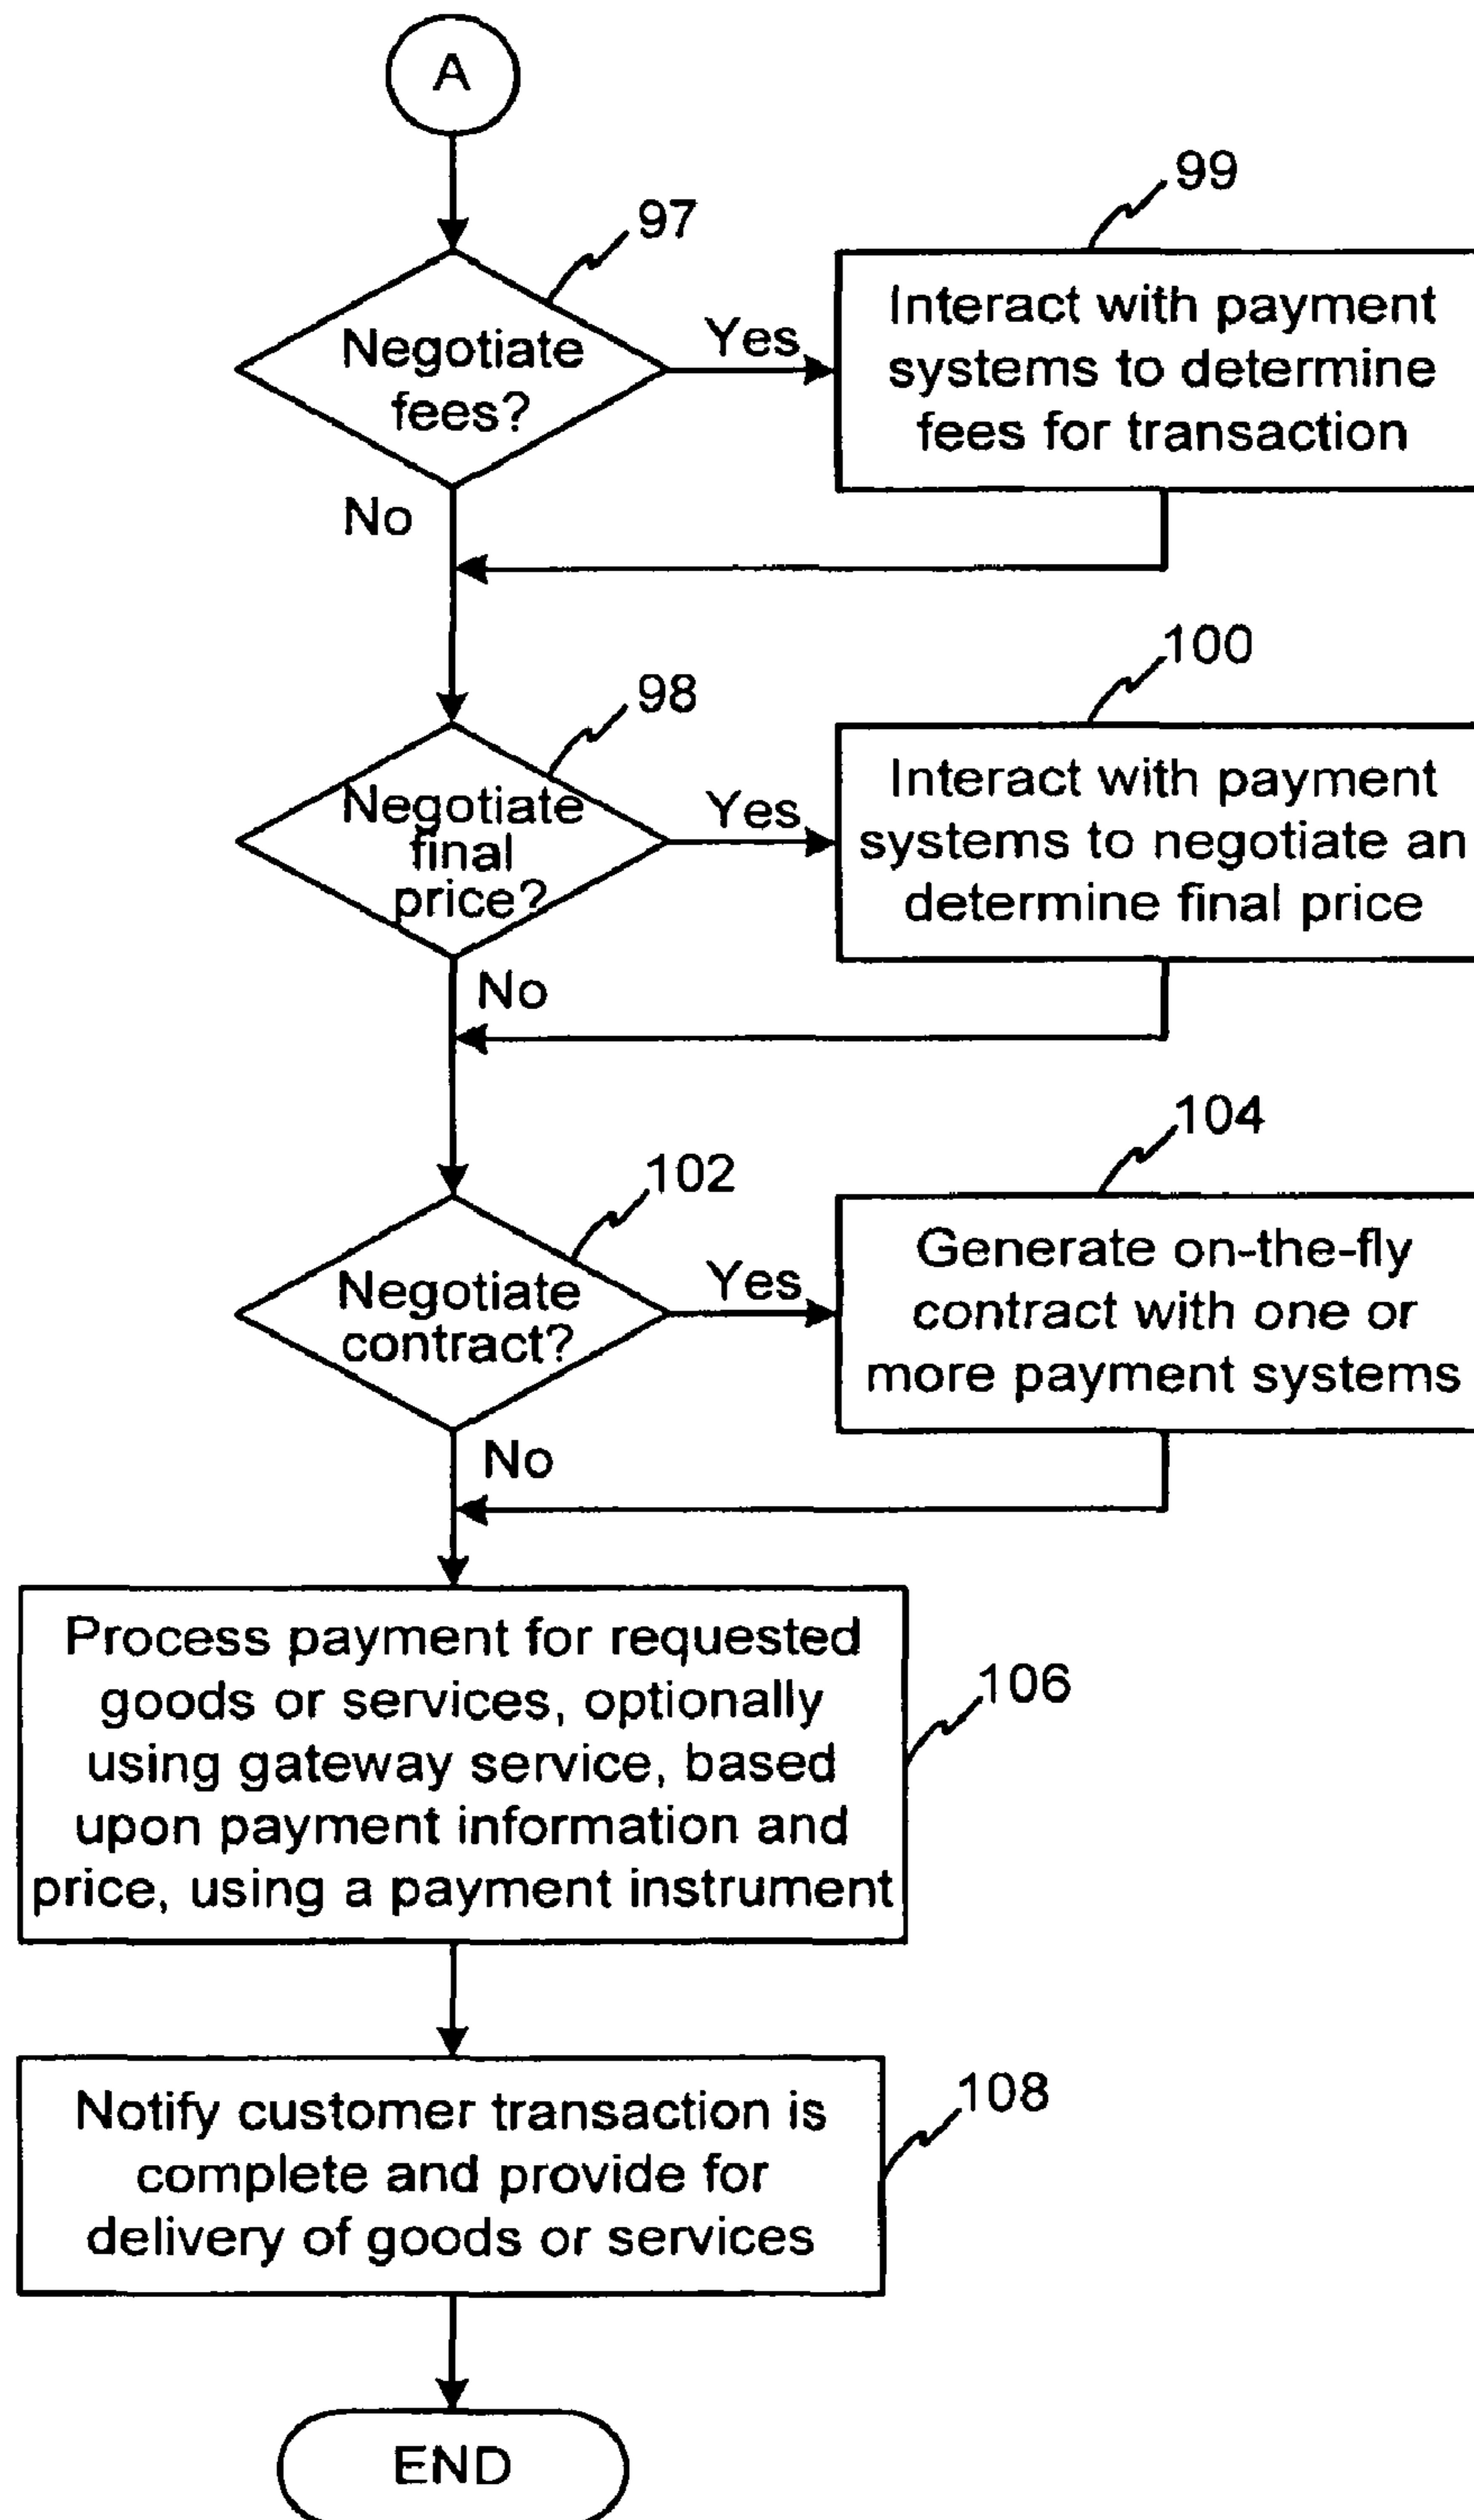 A
97
99
Negotiate
fees?
Yes
Interact with payment
systems to determine
fees for transaction
No
98
100
Negotiate
final
price?
Yes
Interact with payment
systems to negotiate an
determine final price
No
102
104
Negotiate
contract?
Yes
Generate on-the-fly
contract with one or
more payment systems
No
Process payment for requested
goods or services, optionally
using gateway service, based
upon payment information and
price, using a payment instrument
106
Notify customer transaction is
complete and provide for
delivery of goods or services
108
END